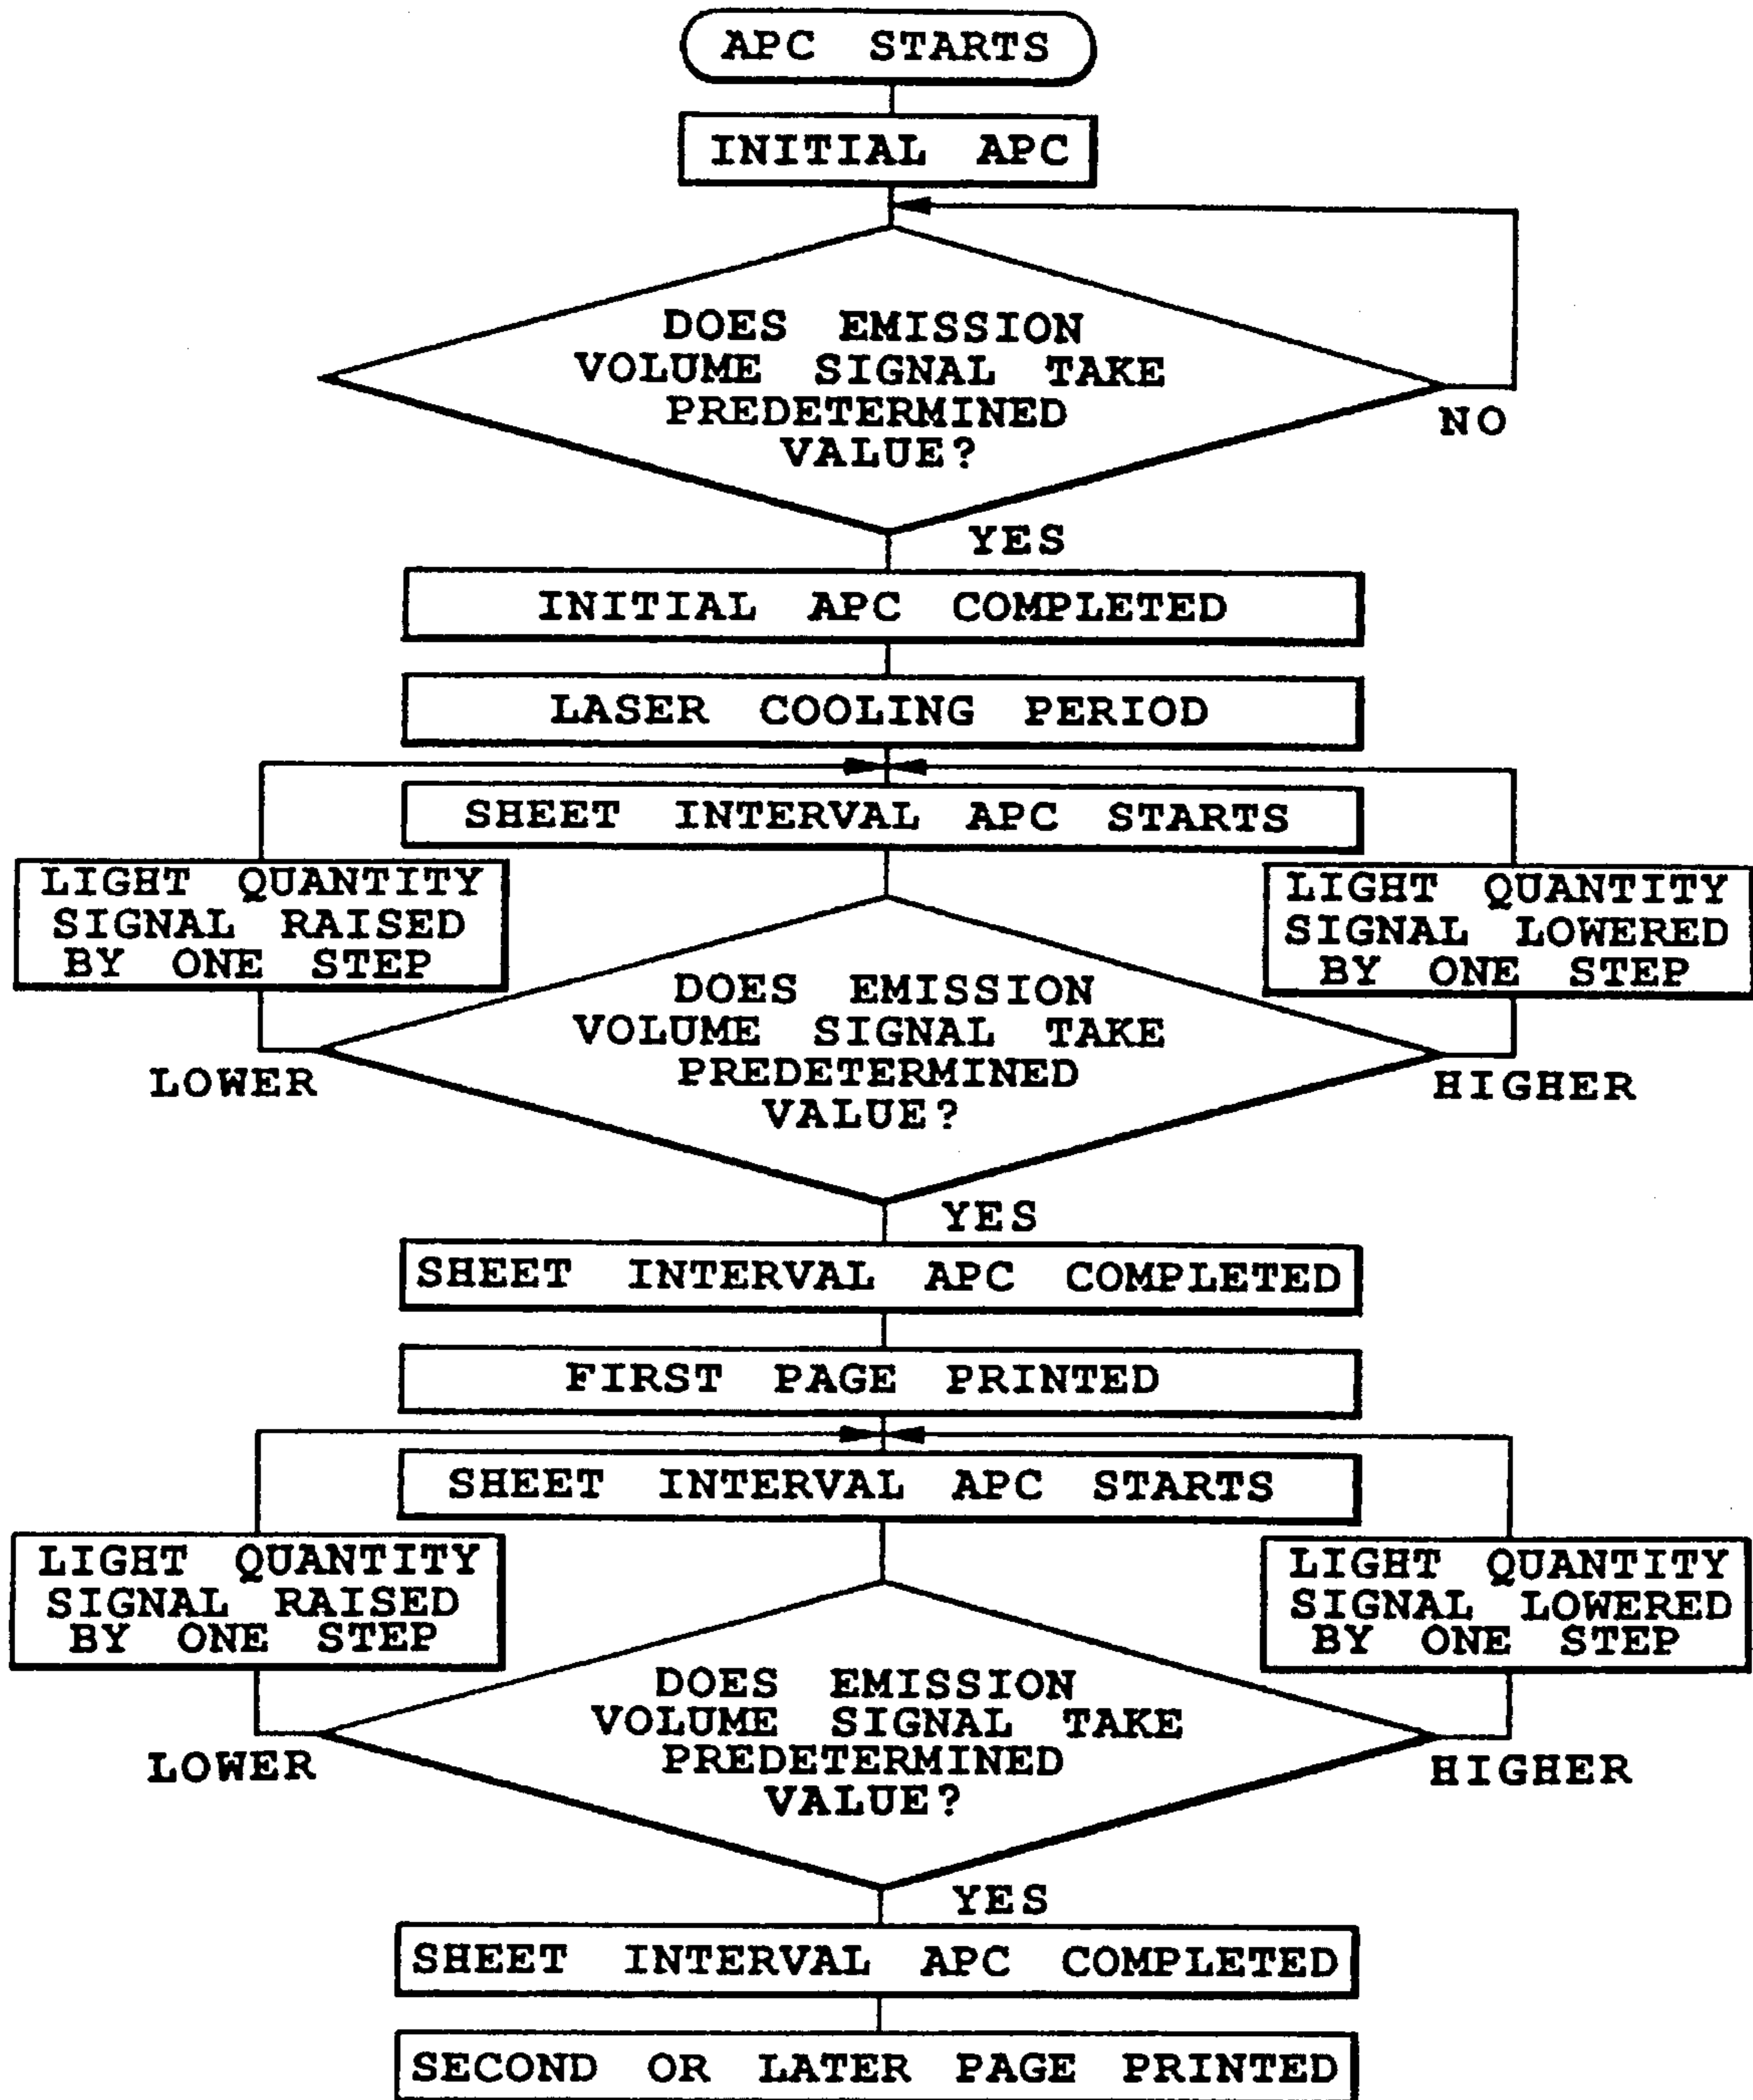 APC STARTS
INITIAL APC
DOES EMISSION
VOLUME SIGNAL TAKE
PREDETERMINED
VALUE?
NO
YES
INITIAL APC COMPLETED
LASER COOLING PERIOD
SHEET INTERVAL APC STARTS
LIGHT QUANTITY
SIGNAL RAISED
BY ONE STEP
LIGHT QUANTITY
SIGNAL LOWERED
BY ONE STEP
DOES EMISSION
VOLUME SIGNAL TAKE
PREDETERMINED
VALUE?
LOWER
HIGHER
YES
SHEET INTERVAL APC COMPLETED
FIRST PAGE PRINTED
SHEET INTERVAL APC STARTS
LIGHT QUANTITY
SIGNAL RAISED
BY ONE STEP
LIGHT QUANTITY
SIGNAL LOWERED
BY ONE STEP
DOES EMISSION
VOLUME SIGNAL TAKE
PREDETERMINED
VALUE?
LOWER
HIGHER
YES
SHEET INTERVAL APC COMPLETED
SECOND OR LATER PAGE PRINTED